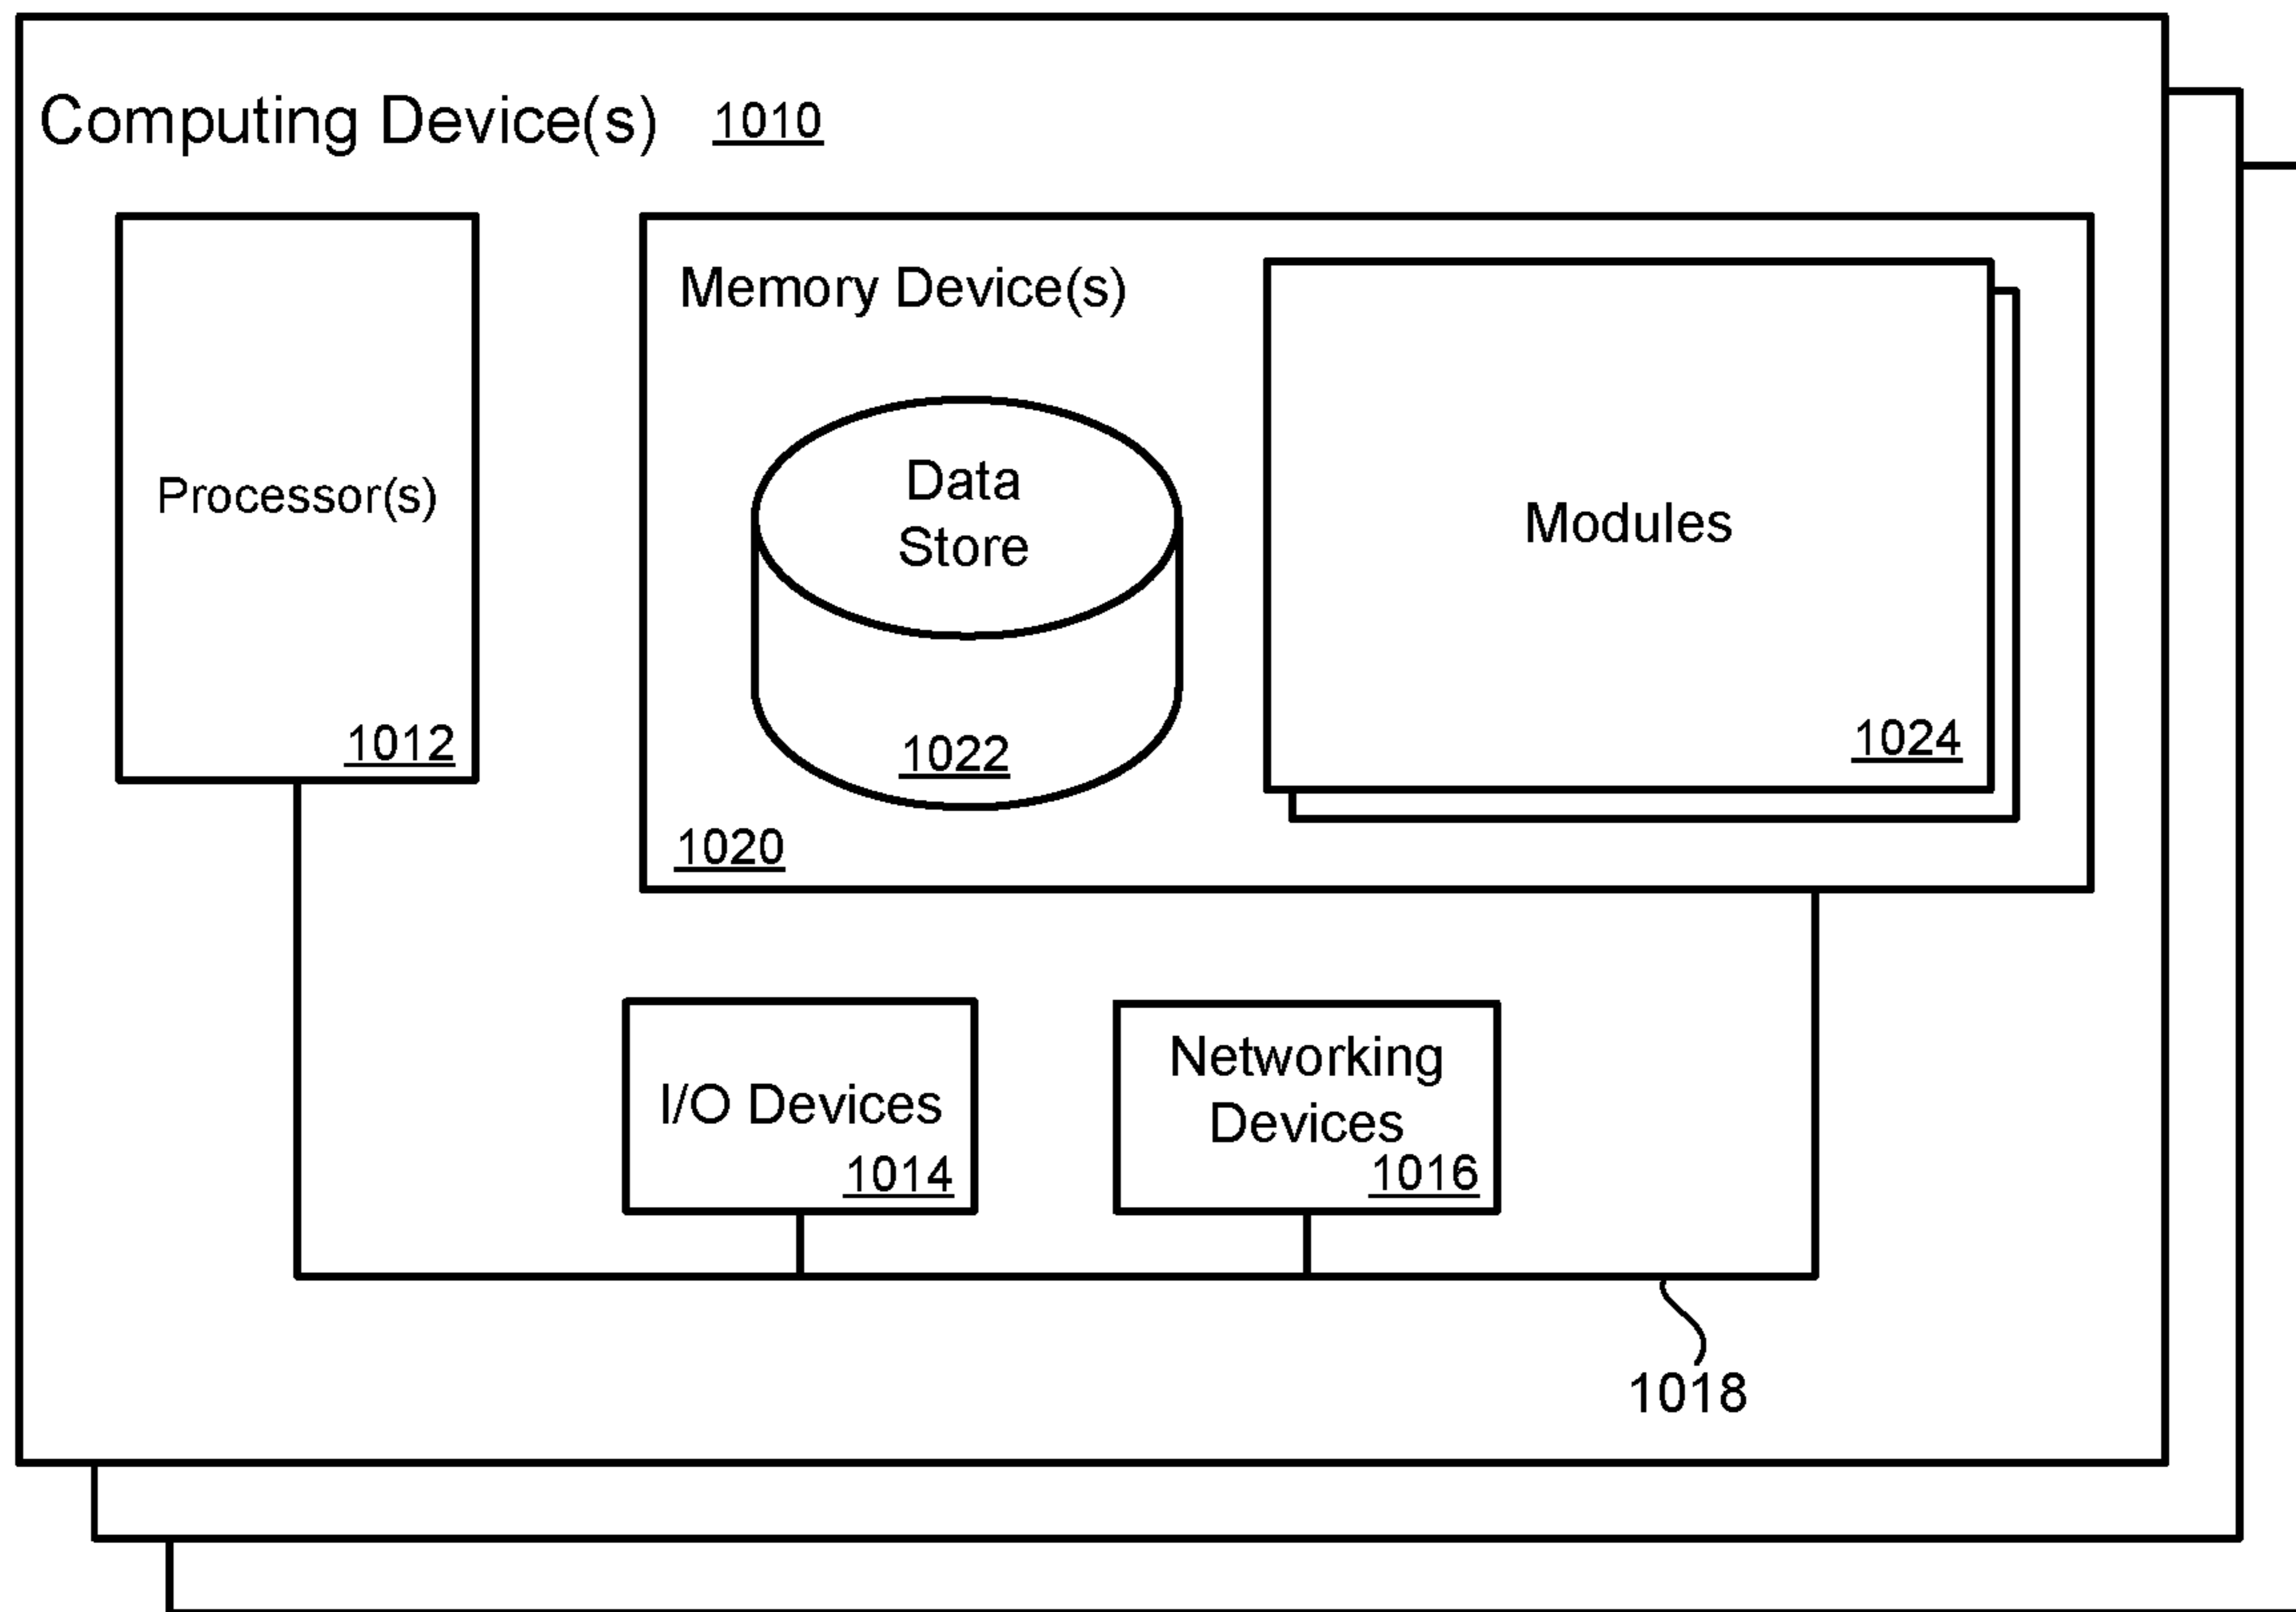 Computing Device(s) 1010
Processor(s)
1012
Memory Device(s)
Data
Store
1022
1020
Modules
1024
I/O Devices
1014
Networking
Devices
1016
1018